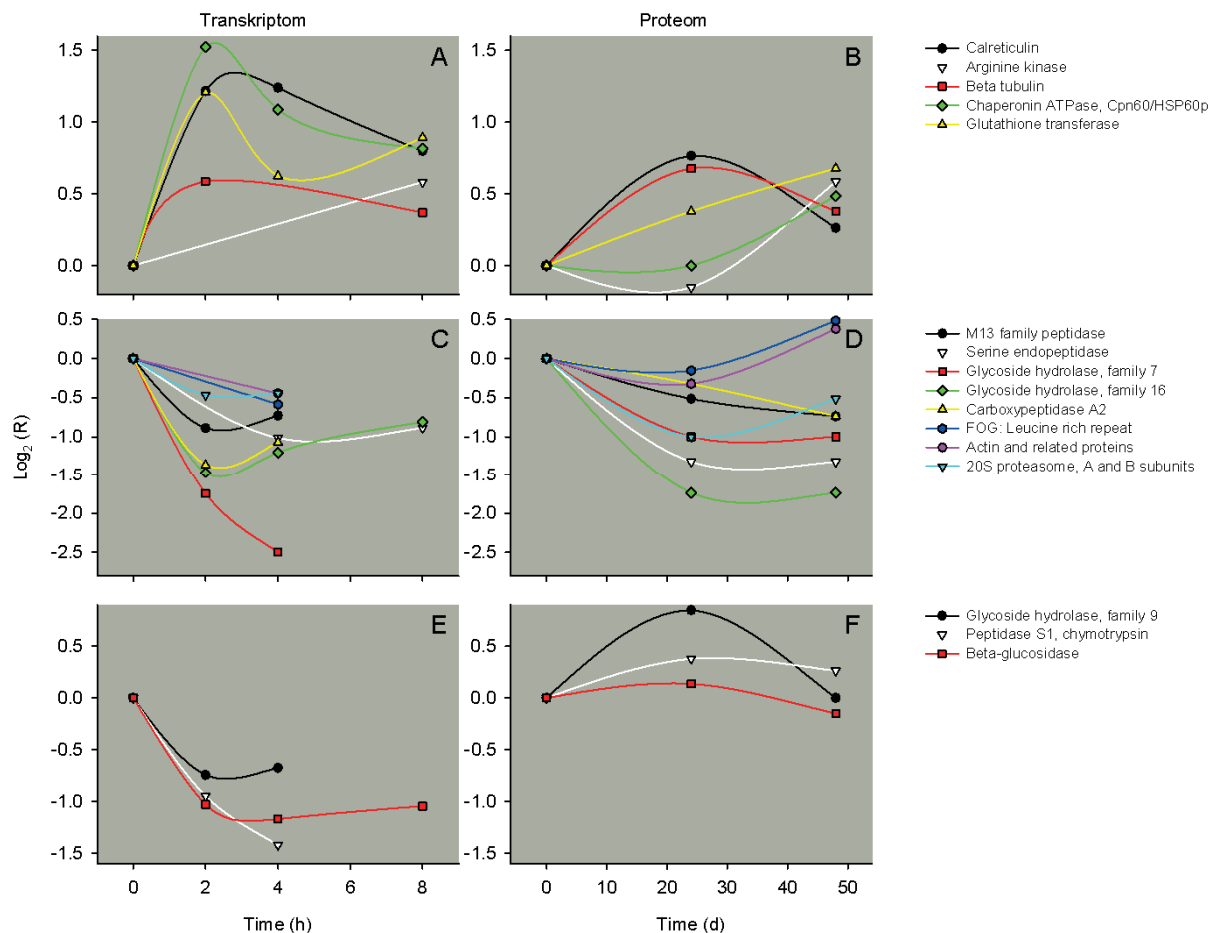 Transkriptom
Proteom
A
B
1.5
1.0
0.5
0.0
Calreticulin
Arginine kinase
Beta tubulin
Chaperonin ATPase, Cpn60/HSP60p
Glutathione transferase
C
D
0.5
0.0
-0.5
-1.0
-1.5
-2.0
-2.5
Log2 (R)
M13 family peptidase
Serine endopeptidase
Glycoside hydrolase, family 7
Glycoside hydrolase, family 16
Carboxypeptidase A2
FOG: Leucine rich repeat
Actin and related proteins
20S proteasome, A and B subunits
E
F
0.5
0.0
-0.5
-1.0
-1.5
Glycoside hydrolase, family 9
Peptidase S1, chymotrypsin
Beta-glucosidase
0 2 4 6 8
0 10 20 30 40 50
Time (h)
Time (d)